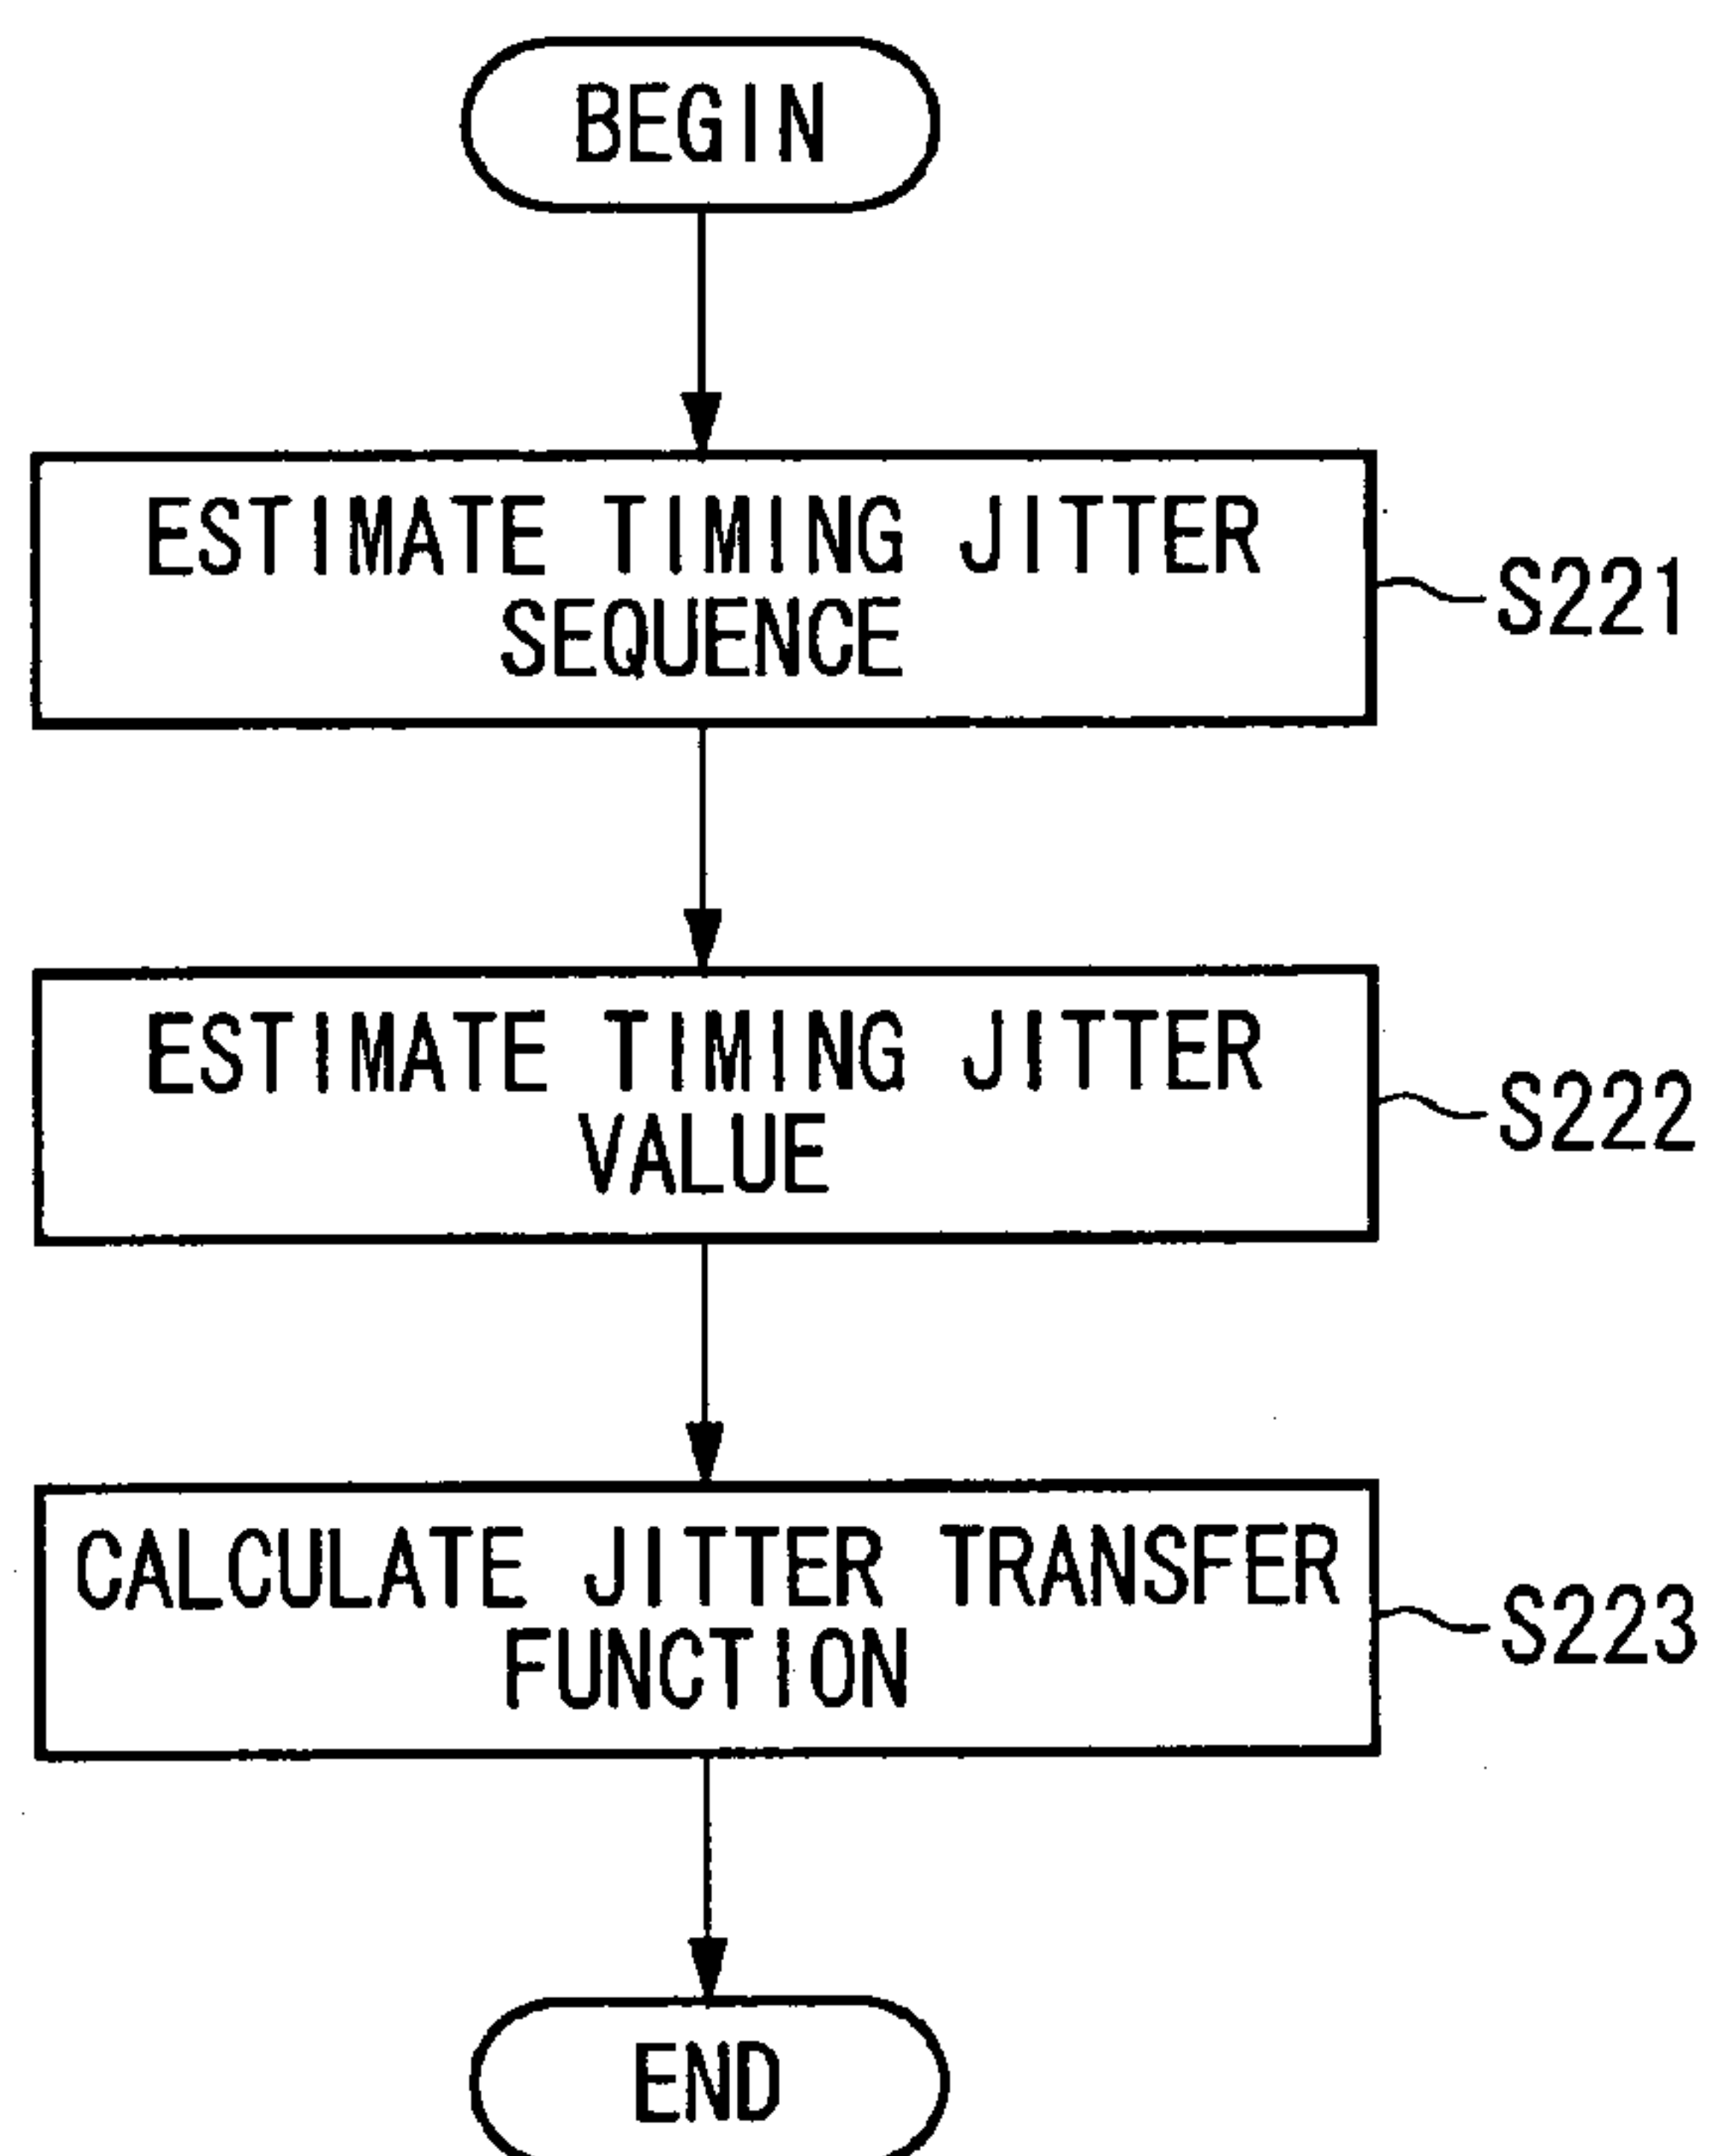 BEGIN
ESTIMATE TIMING JITTER
SEQUENCE
S221
ESTIMATE TIMING JITTER
VALUE
S222
CALCULATE JITTER TRANSFER
FUNCTION
S223
END